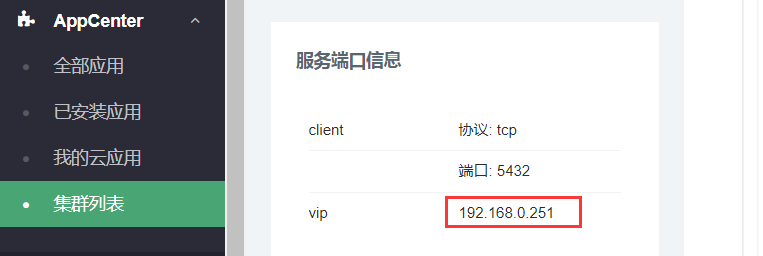 AppCenter
全部应用
已安装应用
我的云应用
集群列表
服务端口信息
client
协议: tcp
端口: 5432
vip
192.168.0.251